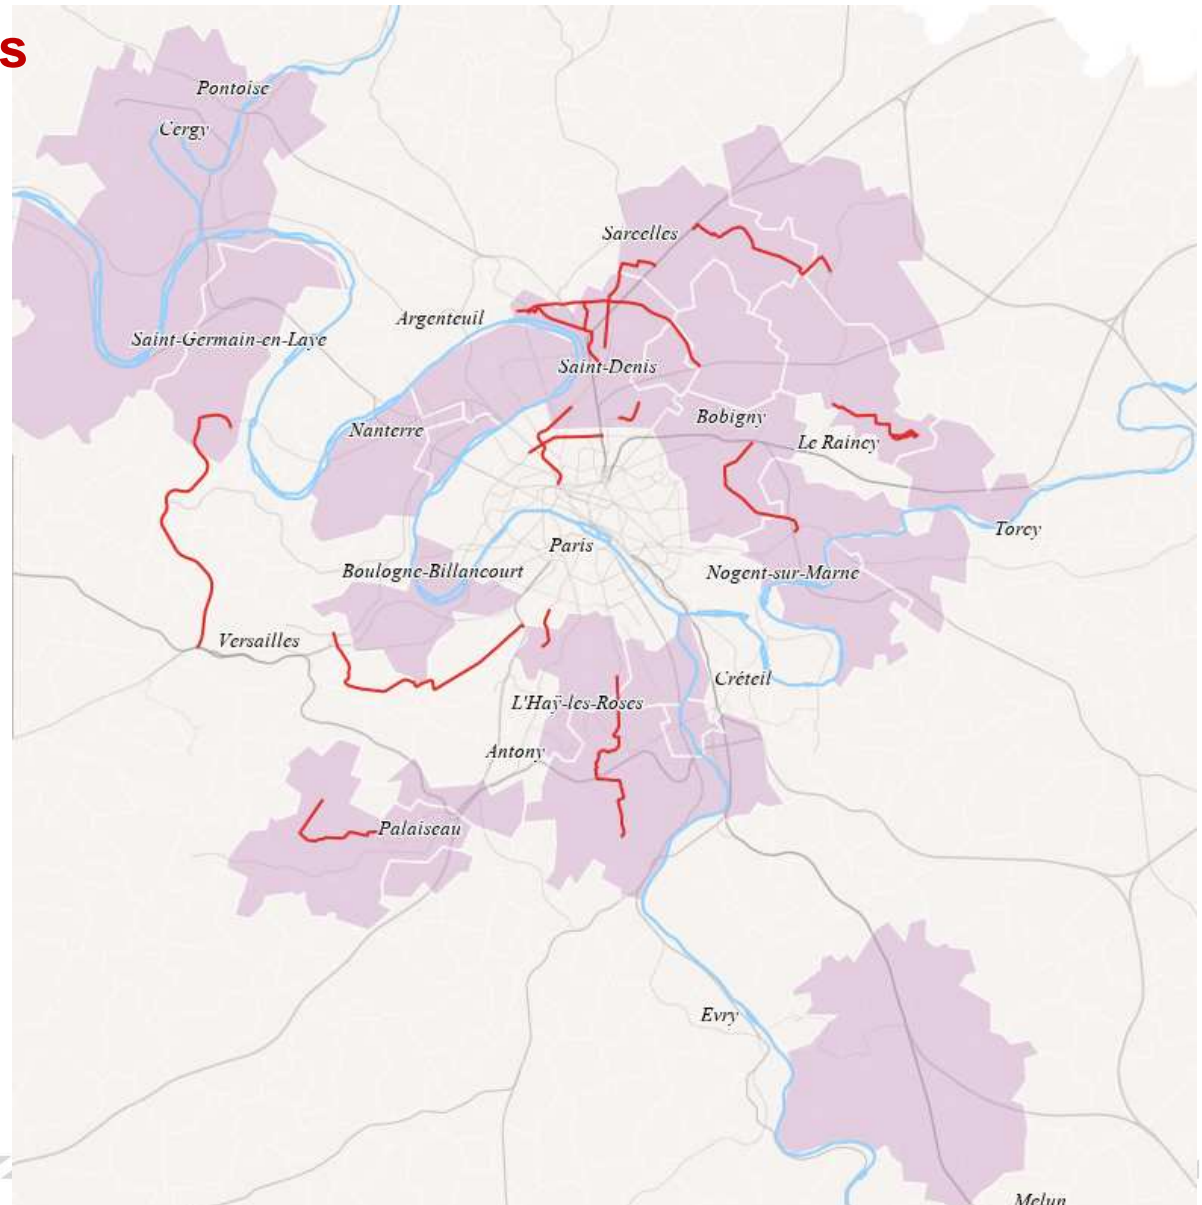 s
Pontoise
Cergy
Sarcelles
Argenteuil
Saint-Germain-en-Laye
Saint-Denis
Bobigny
Nanterre
Le Raincy
Torcy
Paris
Boulogne-Billancourt
Nogent-sur-Marne
Versailles
Créteil
L'Haÿ-les-Roses
Antony
Palaiseau
Evry
Melun